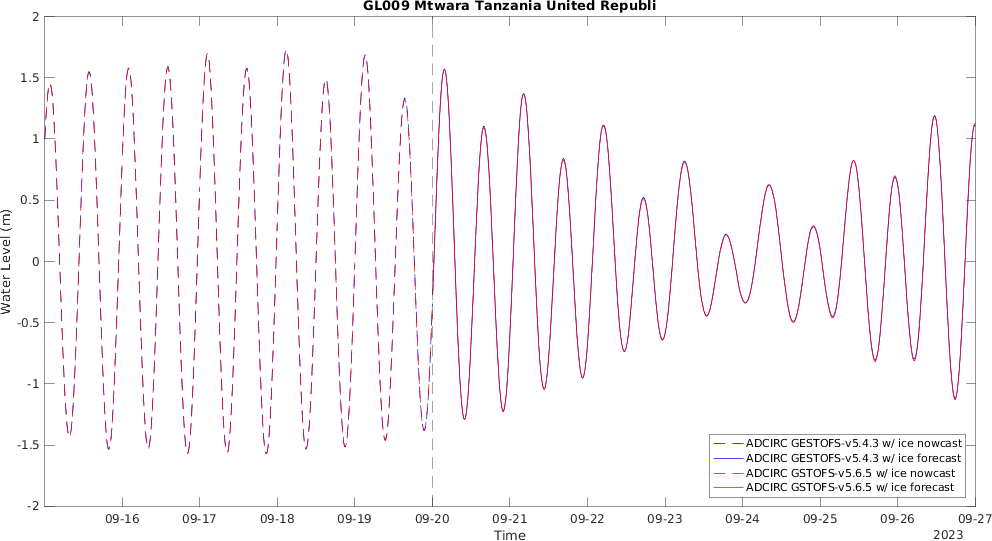 GL009 Mtwara Tanzania United Republi
2
1.5
1
0.5
0
-0.5
-1
-1.5
-2
Water Level (m)
ADCIRC GESTOFS-v5.4.3 w/ ice nowcast
ADCIRC GESTOFS-v5.4.3 w/ ice forecast
ADCIRC GSTOFS-v5.6.5 w/ ice nowcast
ADCIRC GSTOFS-v5.6.5 w/ ice forecast
09-16 09-17 09-18 09-19 09-20 09-21 09-22 09-23 09-24 09-25 09-26 09-27
Time
2023